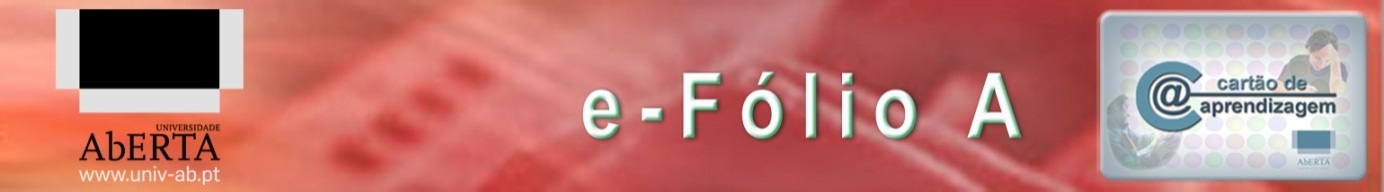 UNIVERSIDADE
AbERTA
www.univ-ab.pt
e-Fólio A
cartão de
@ aprendizagem
AbERTA